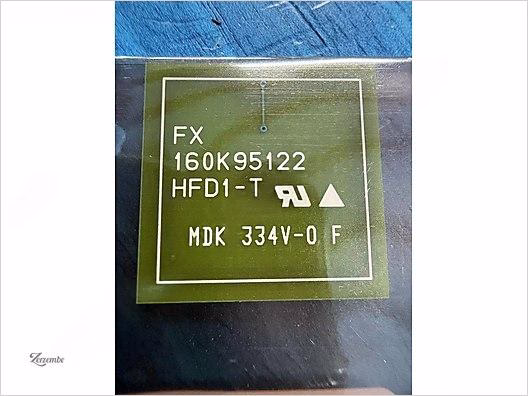 FX
160K95122
HFD1-T
MDK 334V-0 F
Zerzembe